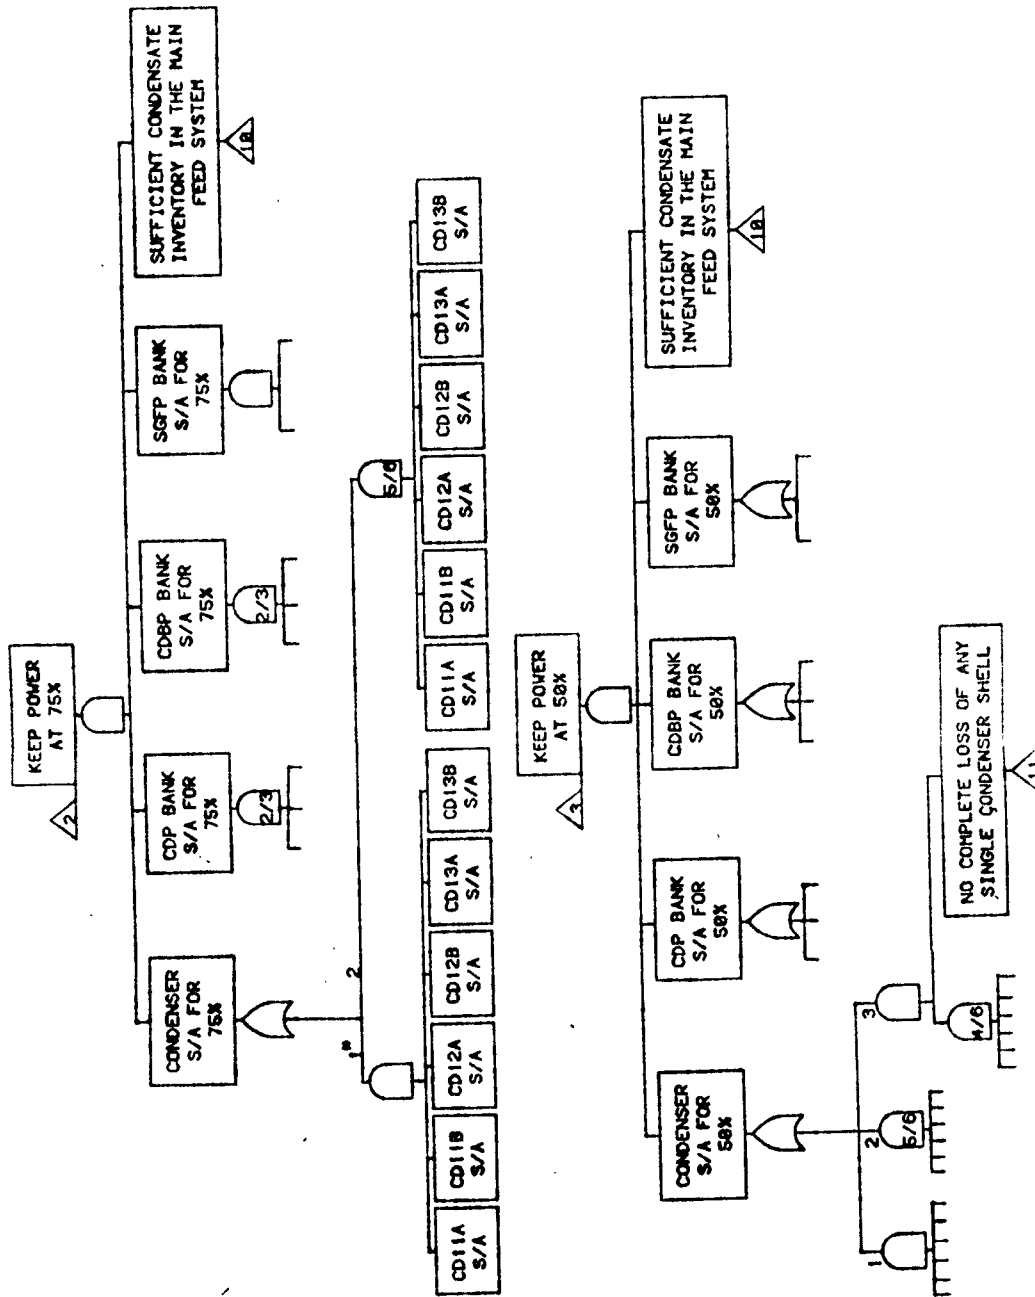 KEEP POWER
AT 75%
2
CONDENSER
S/A FOR
75%
CDP BANK
S/A FOR
75%
2/3
CDBP BANK
S/A FOR
75%
2/3
SGFP BANK
S/A FOR
75%
SUFFICIENT CONDENSATE
INVENTORY IN THE MAIN
FEED SYSTEM
10
2
5/6
CD11A
S/A
CD11B
S/A
CD12A
S/A
CD12B
S/A
CD13A
S/A
CD13B
S/A
CD11A
S/A
CD11B
S/A
CD12A
S/A
CD12B
S/A
CD13A
S/A
CD13B
S/A
KEEP POWER
AT 50%
3
CONDENSER
S/A FOR
50%
CDP BANK
S/A FOR
50%
CDBP BANK
S/A FOR
50%
SGFP BANK
S/A FOR
50%
SUFFICIENT CONDENSATE
INVENTORY IN THE MAIN
FEED SYSTEM
10
1
2
5/6
3
4/6
NO COMPLETE LOSS OF ANY
SINGLE CONDENSER SHELL
11